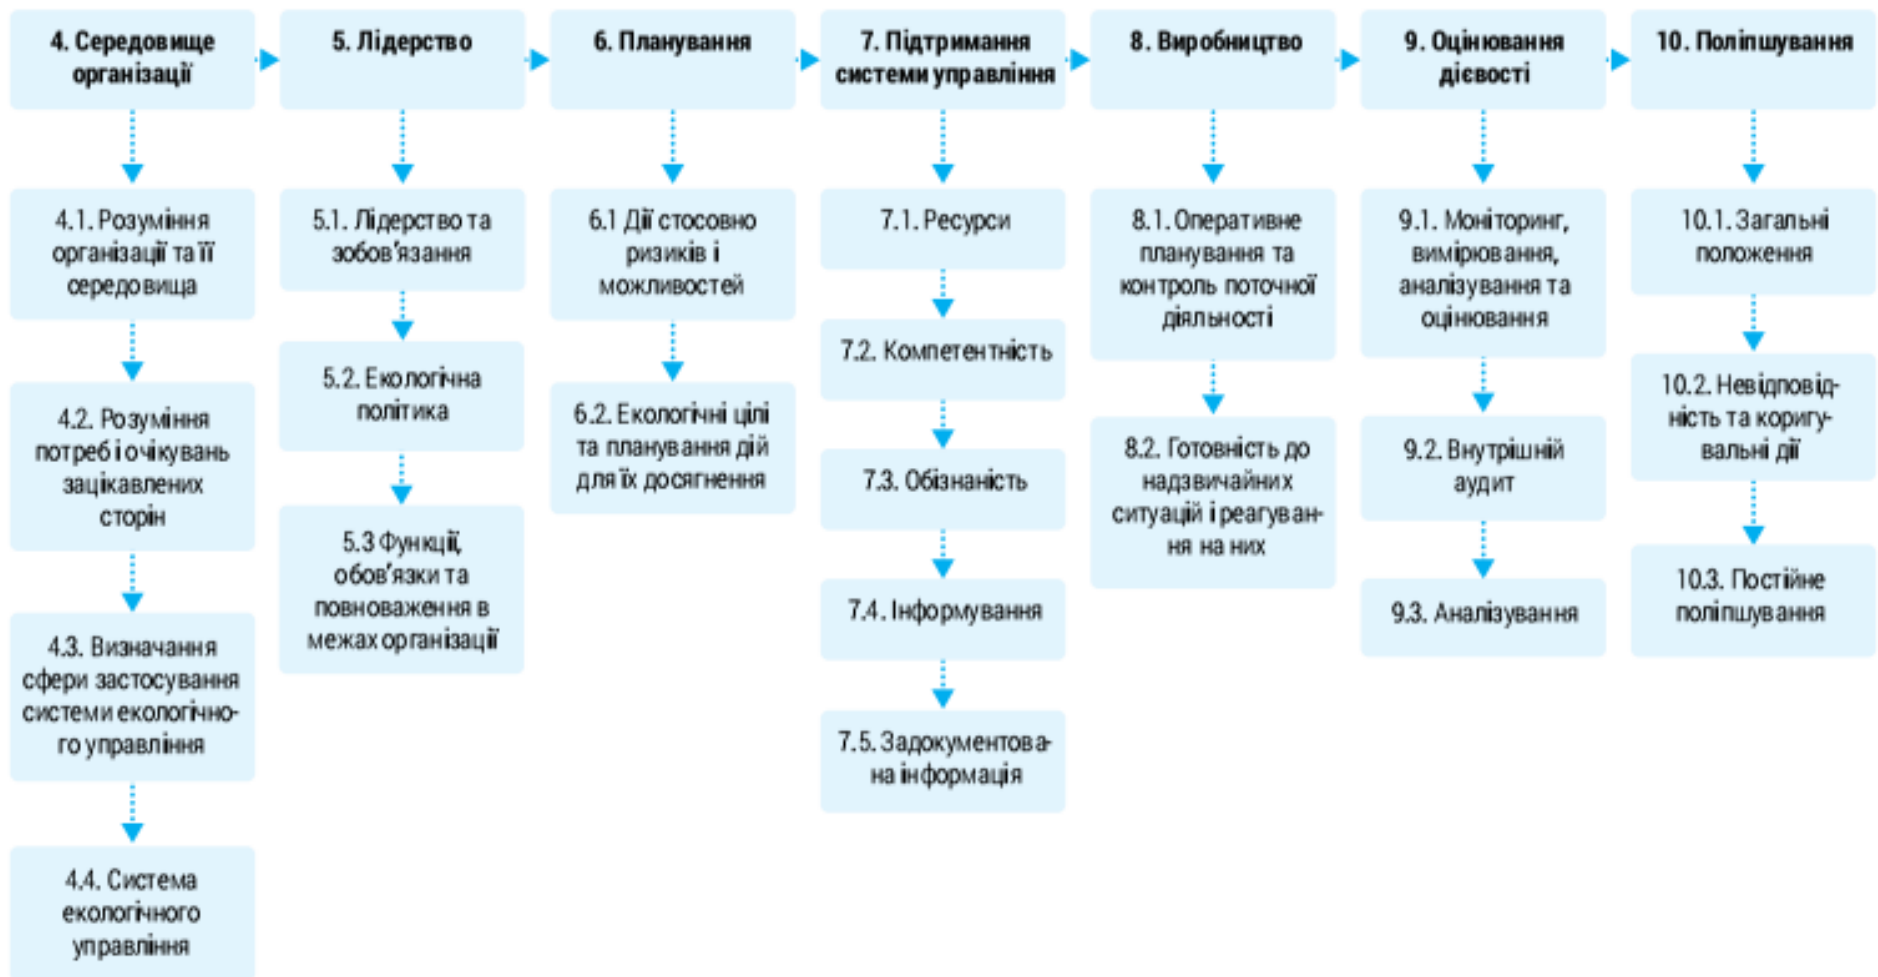 4. Середовище
організації
5. Лідерство
6. Планування
7. Підтримання
системи управління
8. Виробництво
9. Оцінювання
дієвості
10. Поліпшування
4.1. Розуміння
організації та її
середовища
4.2. Розуміння
потреб і очікувань
зацікавлених
сторін
4.3. Визначання
сфери застосування
системи екологічно-
го управління
4.4. Система
екологічного
управління
5.1. Лідерство та
зобов'язання
5.2. Екологічна
політика
5.3 Функції,
обов'язки та
повноваження в
межах організації
6.1 Дії стосовно
ризиків і
можливостей
6.2. Екологічні цілі
та планування дій
для їх досягнення
7.1. Ресурси
7.2. Компетентність
7.3. Обізнаність
7.4. Інформування
7.5. Задокументова-
на інформація
8.1. Оперативне
планування та
контроль поточної
діяльності
8.2. Готовність до
надзвичайних
ситуацій і реагуван-
ня на них
9.1. Моніторинг,
вимірювання,
аналізування та
оцінювання
9.2. Внутрішній
аудит
9.3. Аналізування
10.1. Загальні
положення
10.2. Невідповід-
ність та коригу-
вальні дії
10.3. Постійне
поліпшування